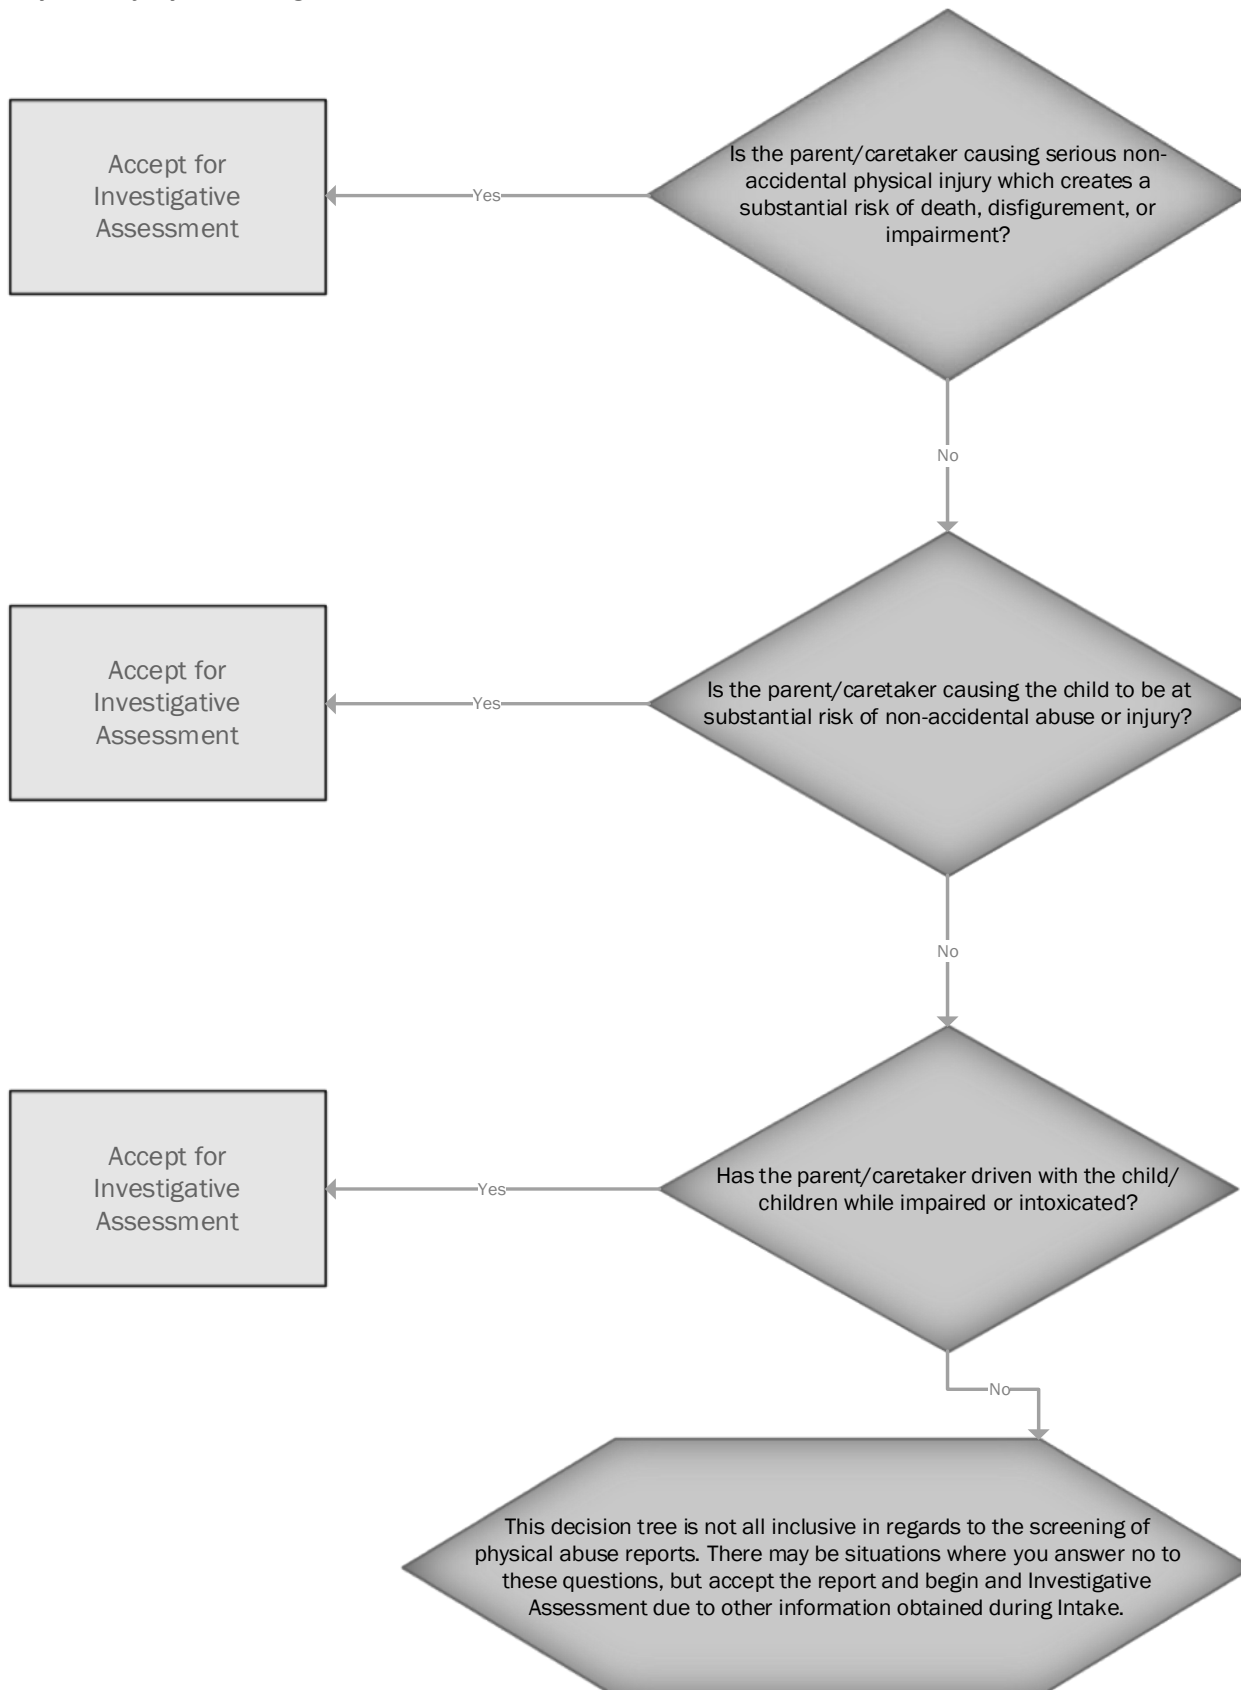 Is the parent/caretaker causing serious non-
accidental physical injury which creates a
substantial risk of death, disfigurement, or
impairment?
Yes
Accept for
Investigative
Assessment
No
Is the parent/caretaker causing the child to be at
substantial risk of non-accidental abuse or injury?
Yes
Accept for
Investigative
Assessment
No
Has the parent/caretaker driven with the child/
children while impaired or intoxicated?
Yes
Accept for
Investigative
Assessment
No
This decision tree is not all inclusive in regards to the screening of
physical abuse reports. There may be situations where you answer no to
these questions, but accept the report and begin and Investigative
Assessment due to other information obtained during Intake.